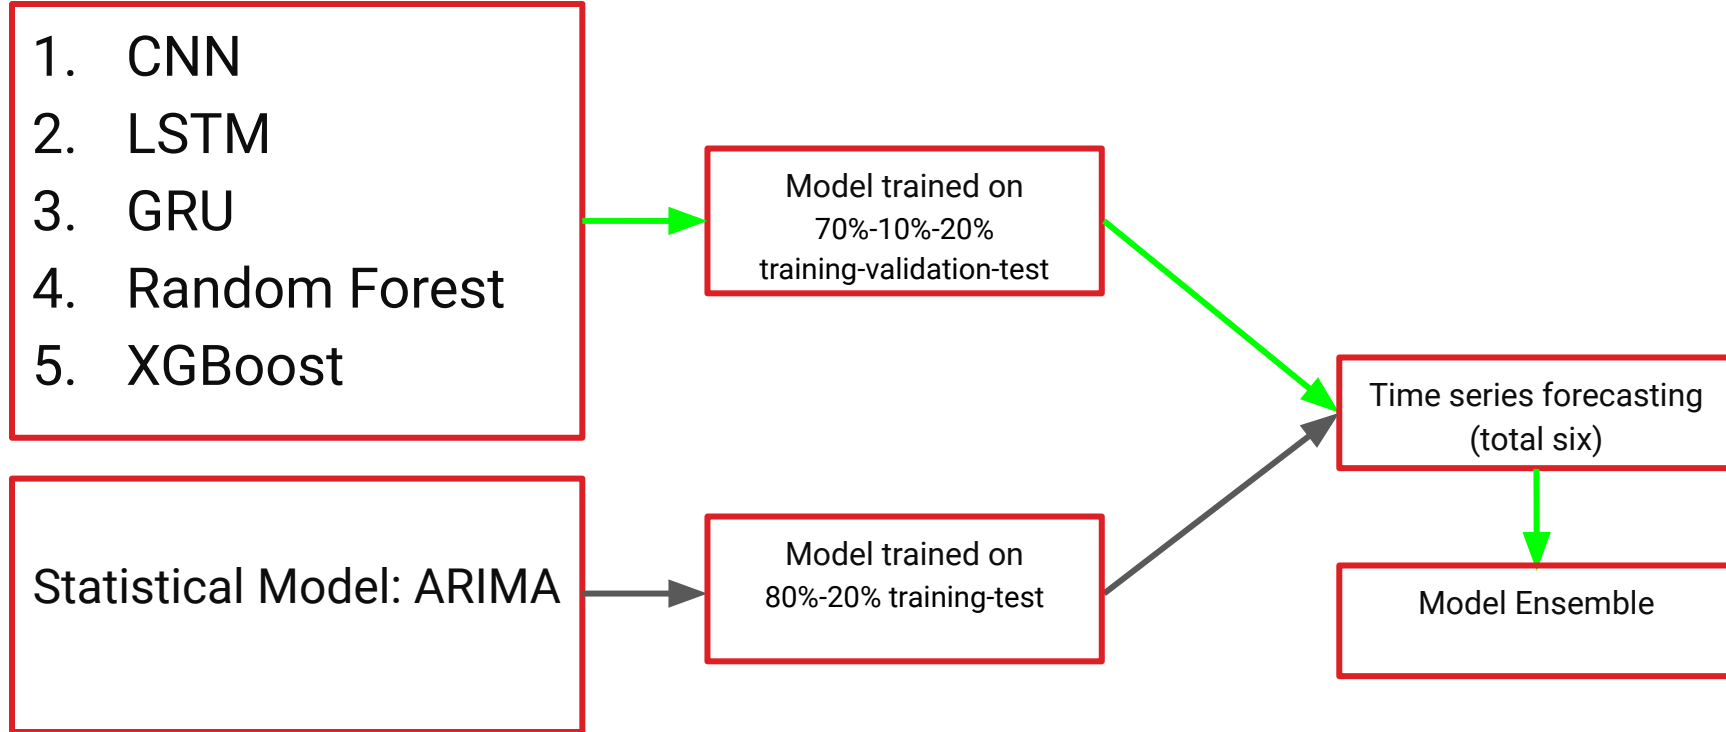 1. CNN
2. LSTM
3. GRU
4. Random Forest
5. XGBoost
Model trained on
70%-10%-20%
training-validation-test
Statistical Model: ARIMA
Model trained on
80%-20% training-test
Time series forecasting
(total six)
Model Ensemble